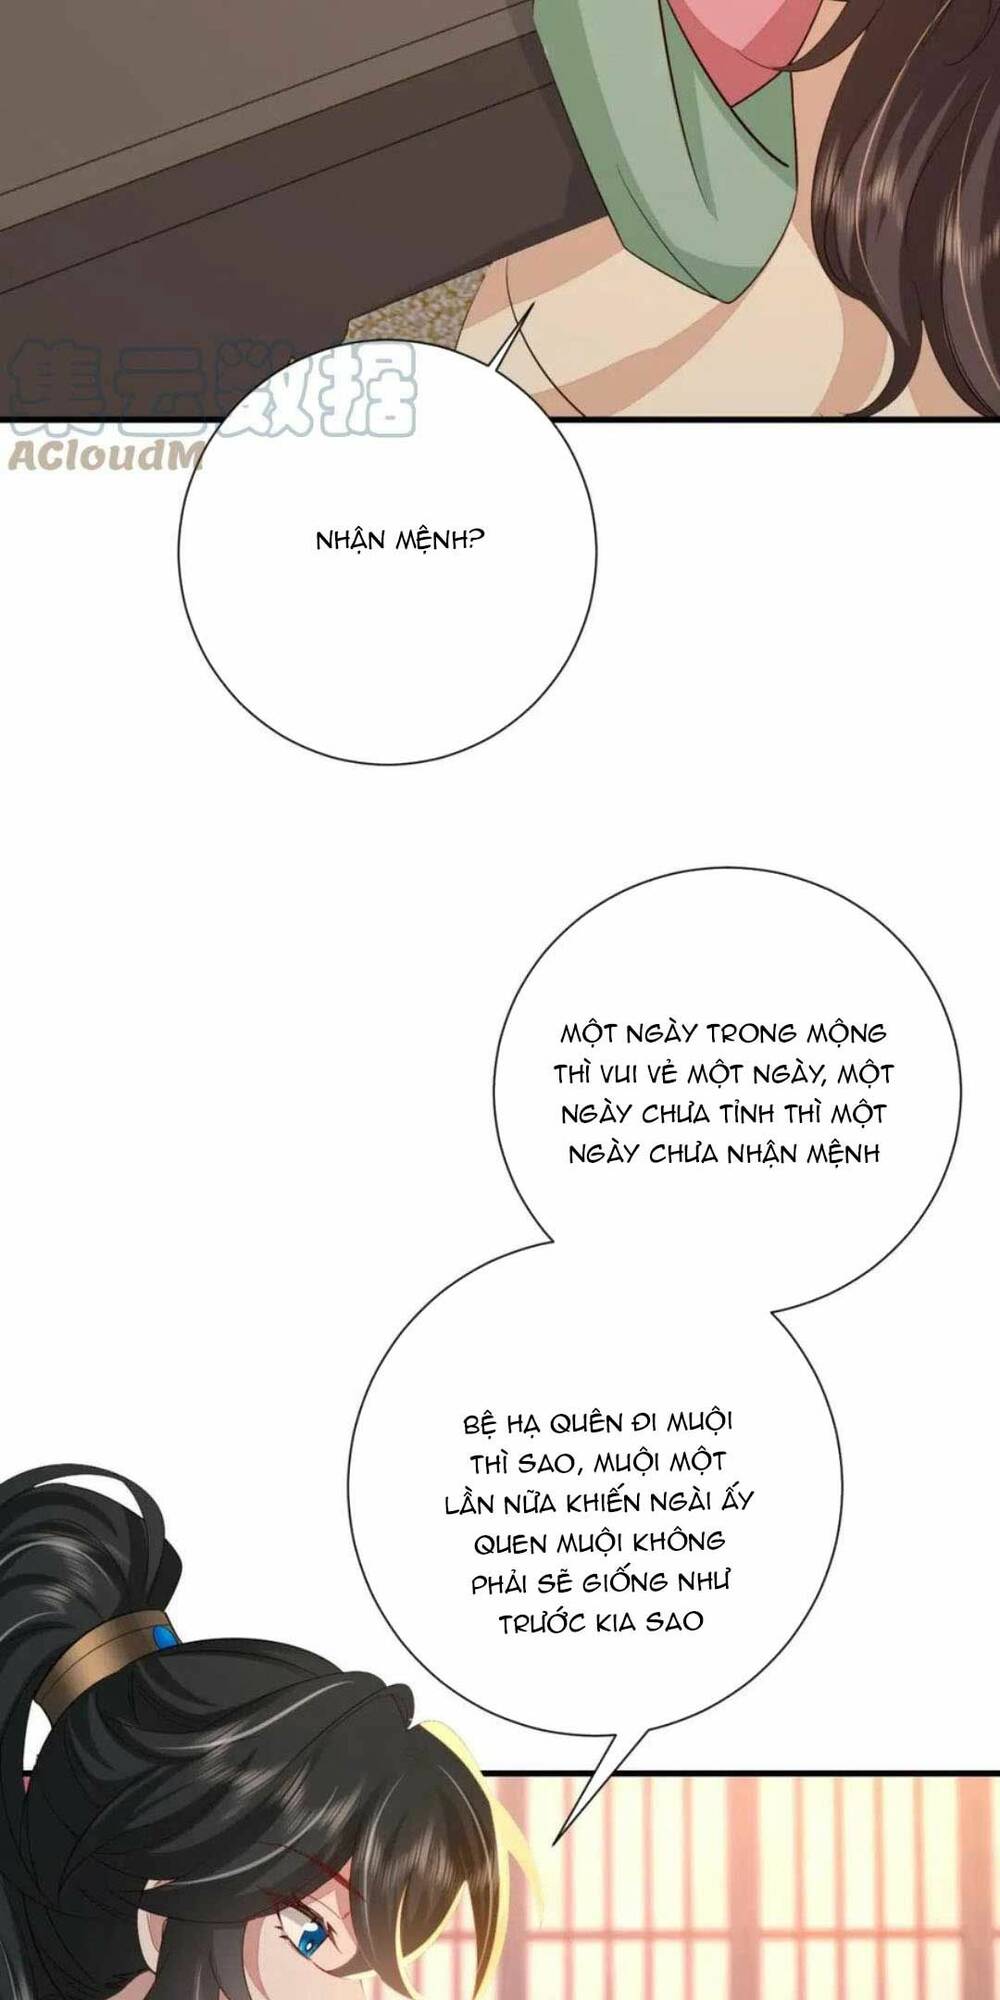 集云数据
ACloudM
NHẬN MỆNH?
MỘT NGÀY TRONG MỘNG
THÌ VUI VẺ MỘT NGÀY, MỘT
NGÀY CHƯA TỈNH THÌ MỘT
NGÀY CHƯA NHẬN MỆNH
BỆ HẠ QUÊN ĐI MUỘI
THÌ SAO, MUỘI MỘT
LẦN NỮA KHIẾN NGÀI ẤY
QUEN MUỘI KHÔNG
PHẢI SẼ GIỐNG NHƯ
TRƯỚC KIA SAO